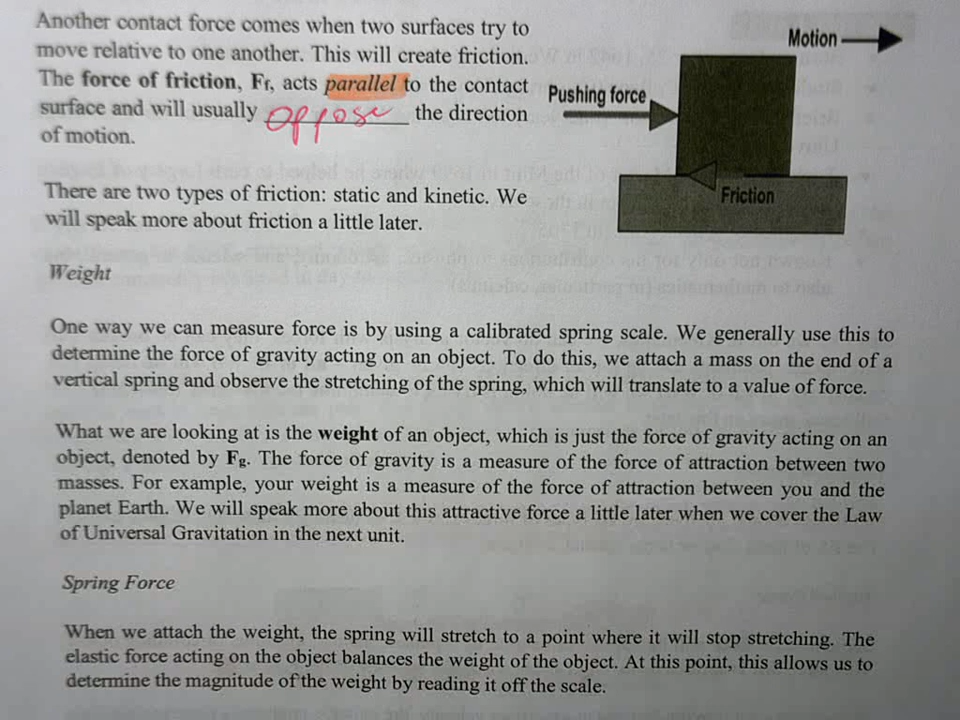 Another contact force comes when two surfaces try to
move relative to one another. This will create friction.
The force of friction, Ff, acts parallel to the contact
surface and will usually oppose the direction
of motion.
Motion
Pushing force
Friction
There are two types of friction: static and kinetic. We
will speak more about friction a little later.
Weight
One way we can measure force is by using a calibrated spring scale. We generally use this to
determine the force of gravity acting on an object. To do this, we attach a mass on the end of a
vertical spring and observe the stretching of the spring, which will translate to a value of force.
What we are looking at is the weight of an object, which is just the force of gravity acting on an
object, denoted by Fg. The force of gravity is a measure of the force of attraction between two
masses. For example, your weight is a measure of the force of attraction between you and the
planet Earth. We will speak more about this attractive force a little later when we cover the Law
of Universal Gravitation in the next unit.
Spring Force
When we attach the weight, the spring will stretch to a point where it will stop stretching. The
elastic force acting on the object balances the weight of the object. At this point, this allows us to
determine the magnitude of the weight by reading it off the scale.